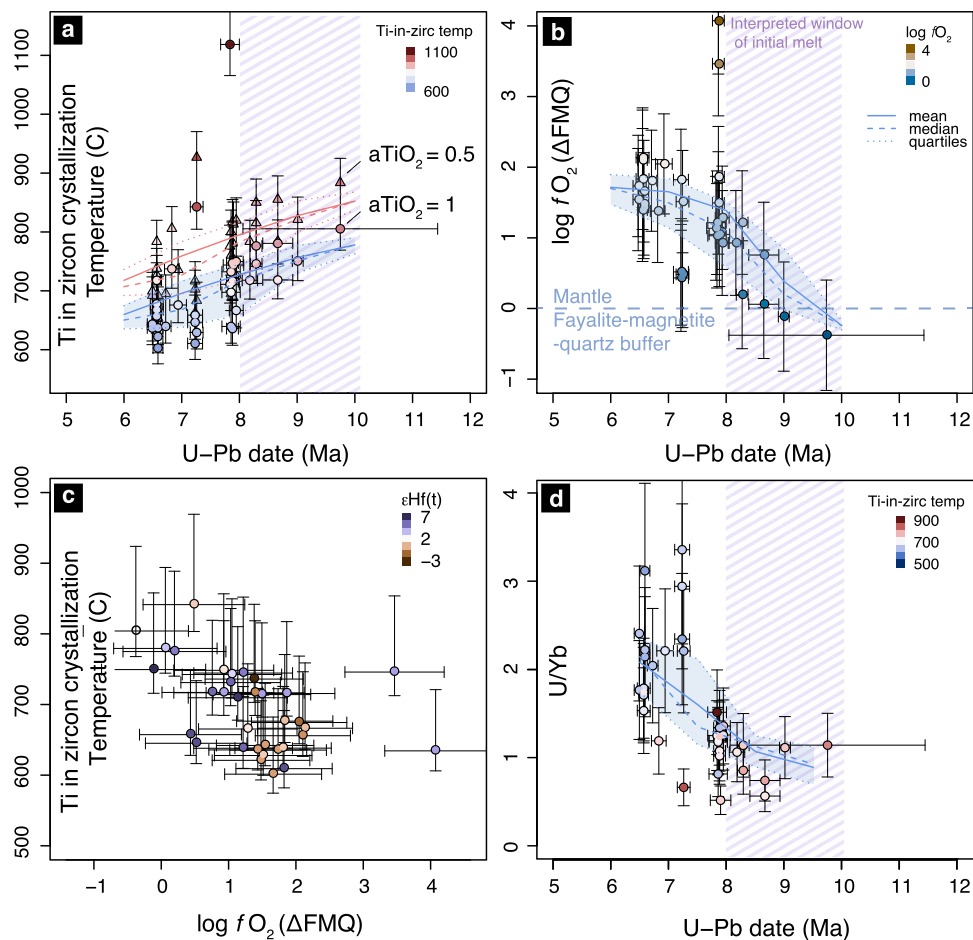 a
Ti-in-zirc temp
1100
600
aTiO2 = 0.5
aTiO2 = 1
Ti in zircon crystallization
Temperature (C)
1100
1000
900
800
700
600
5 6 7 8 9 10 11 12
U–Pb date (Ma)
b
Interpreted window
of initial melt
log fO2
4
0
mean
median
quartiles
Mantle
Fayalite-magnetite
-quartz buffer
log f O2 (ΔFMQ)
4
3
2
1
0
−1
5 6 7 8 9 10 11 12
U–Pb date (Ma)
c
εHf(t)
7
2
−3
Ti in zircon crystallization
Temperature (C)
1000
900
800
700
600
500
−1 0 1 2 3 4
log f O2 (ΔFMQ)
d
Ti-in-zirc temp
900
700
500
U/Yb
4
3
2
1
0
5 6 7 8 9 10 11 12
U–Pb date (Ma)